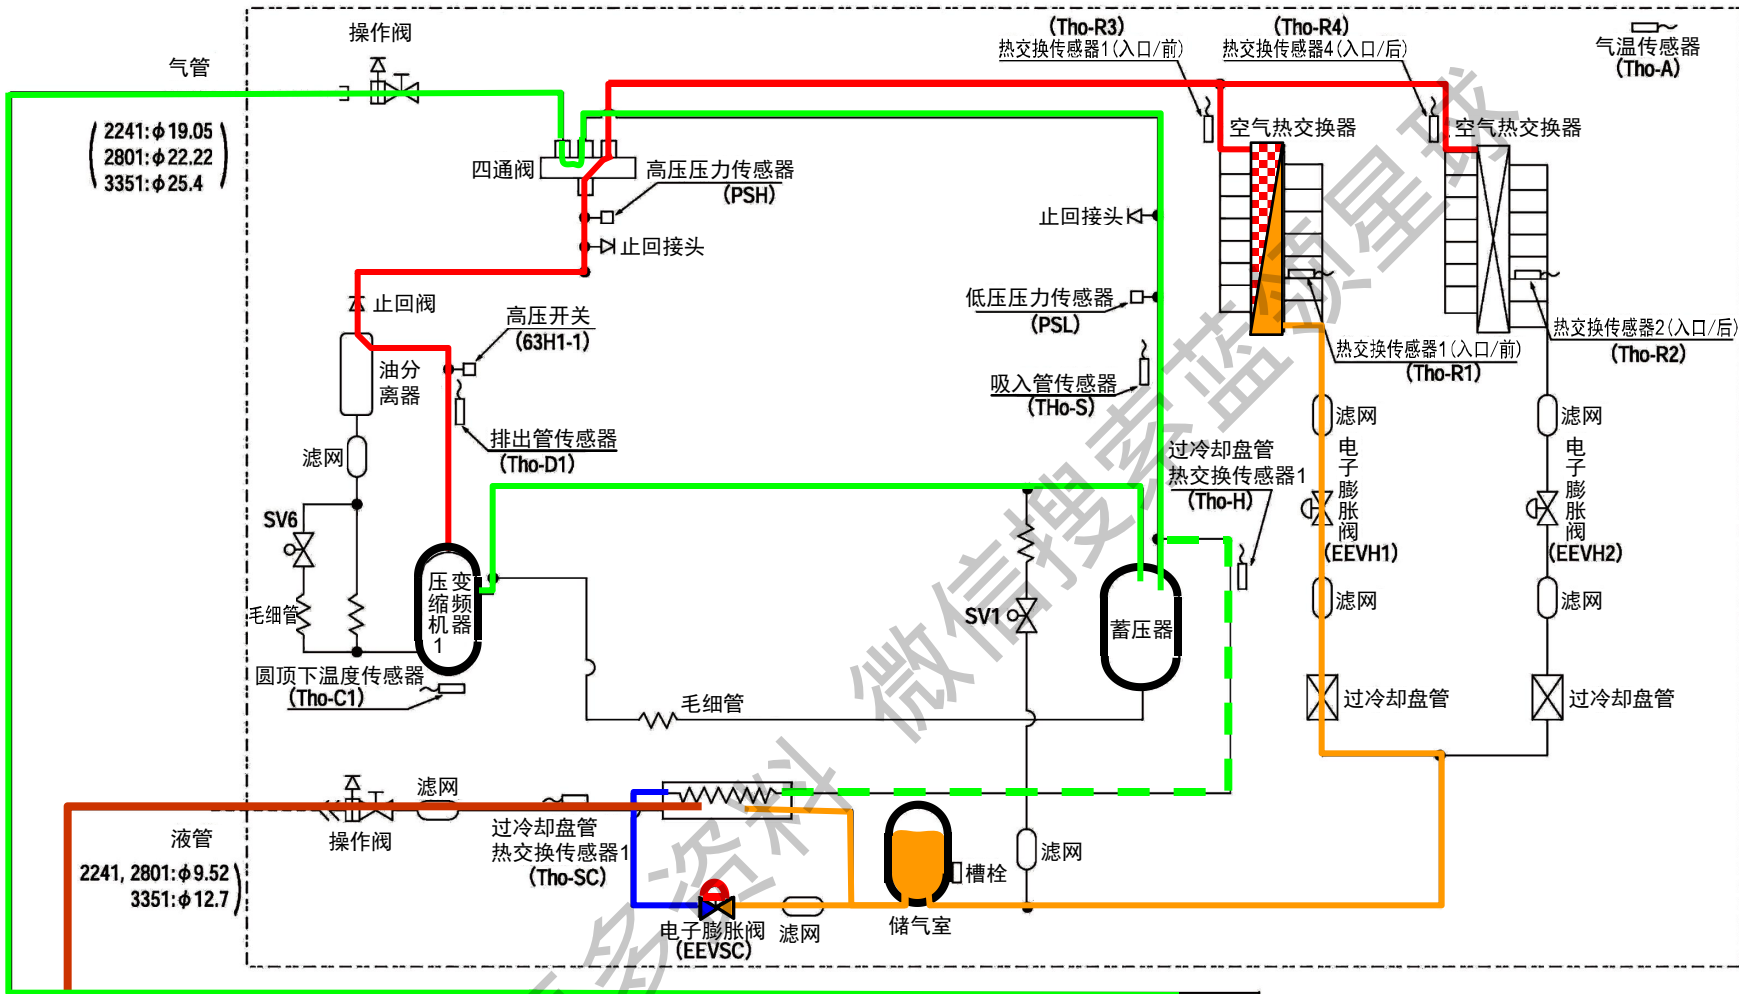 (Tho-R3)
热交换传感器1(入口/前)
(Tho-R4)
热交换传感器4(入口/后)
气温传感器
(Tho-A)
操作阀
气管
2241:φ19.05
2801:φ22.22
3351:φ25.4
四通阀
高压压力传感器
(PSH)
止回接头
空气热交换器
空气热交换器
止回接头
止回阀
高压开关
(63H1-1)
低压压力传感器
(PSL)
热交换传感器2(入口/后)
(Tho-R2)
热交换传感器1(入口/前)
(Tho-R1)
油分
离器
吸入管传感器
(THo-S)
排出管传感器
(Tho-D1)
滤网
过冷却盘管
热交换传感器1
(Tho-H)
滤网
电子膨胀阀
(EEVH1)
滤网
电子膨胀阀
(EEVH2)
SV6
毛细管
变频器
压缩机1
SV1
蓄压器
滤网
滤网
圆顶下温度传感器
(Tho-C1)
毛细管
过冷却盘管
过冷却盘管
滤网
操作阀
液管
2241, 2801:φ9.52
3351:φ12.7
过冷却盘管
热交换传感器1
(Tho-SC)
滤网
槽栓
储气室
电子膨胀阀
(EEVSC)
滤网
多资料 微信搜索蓝领星球